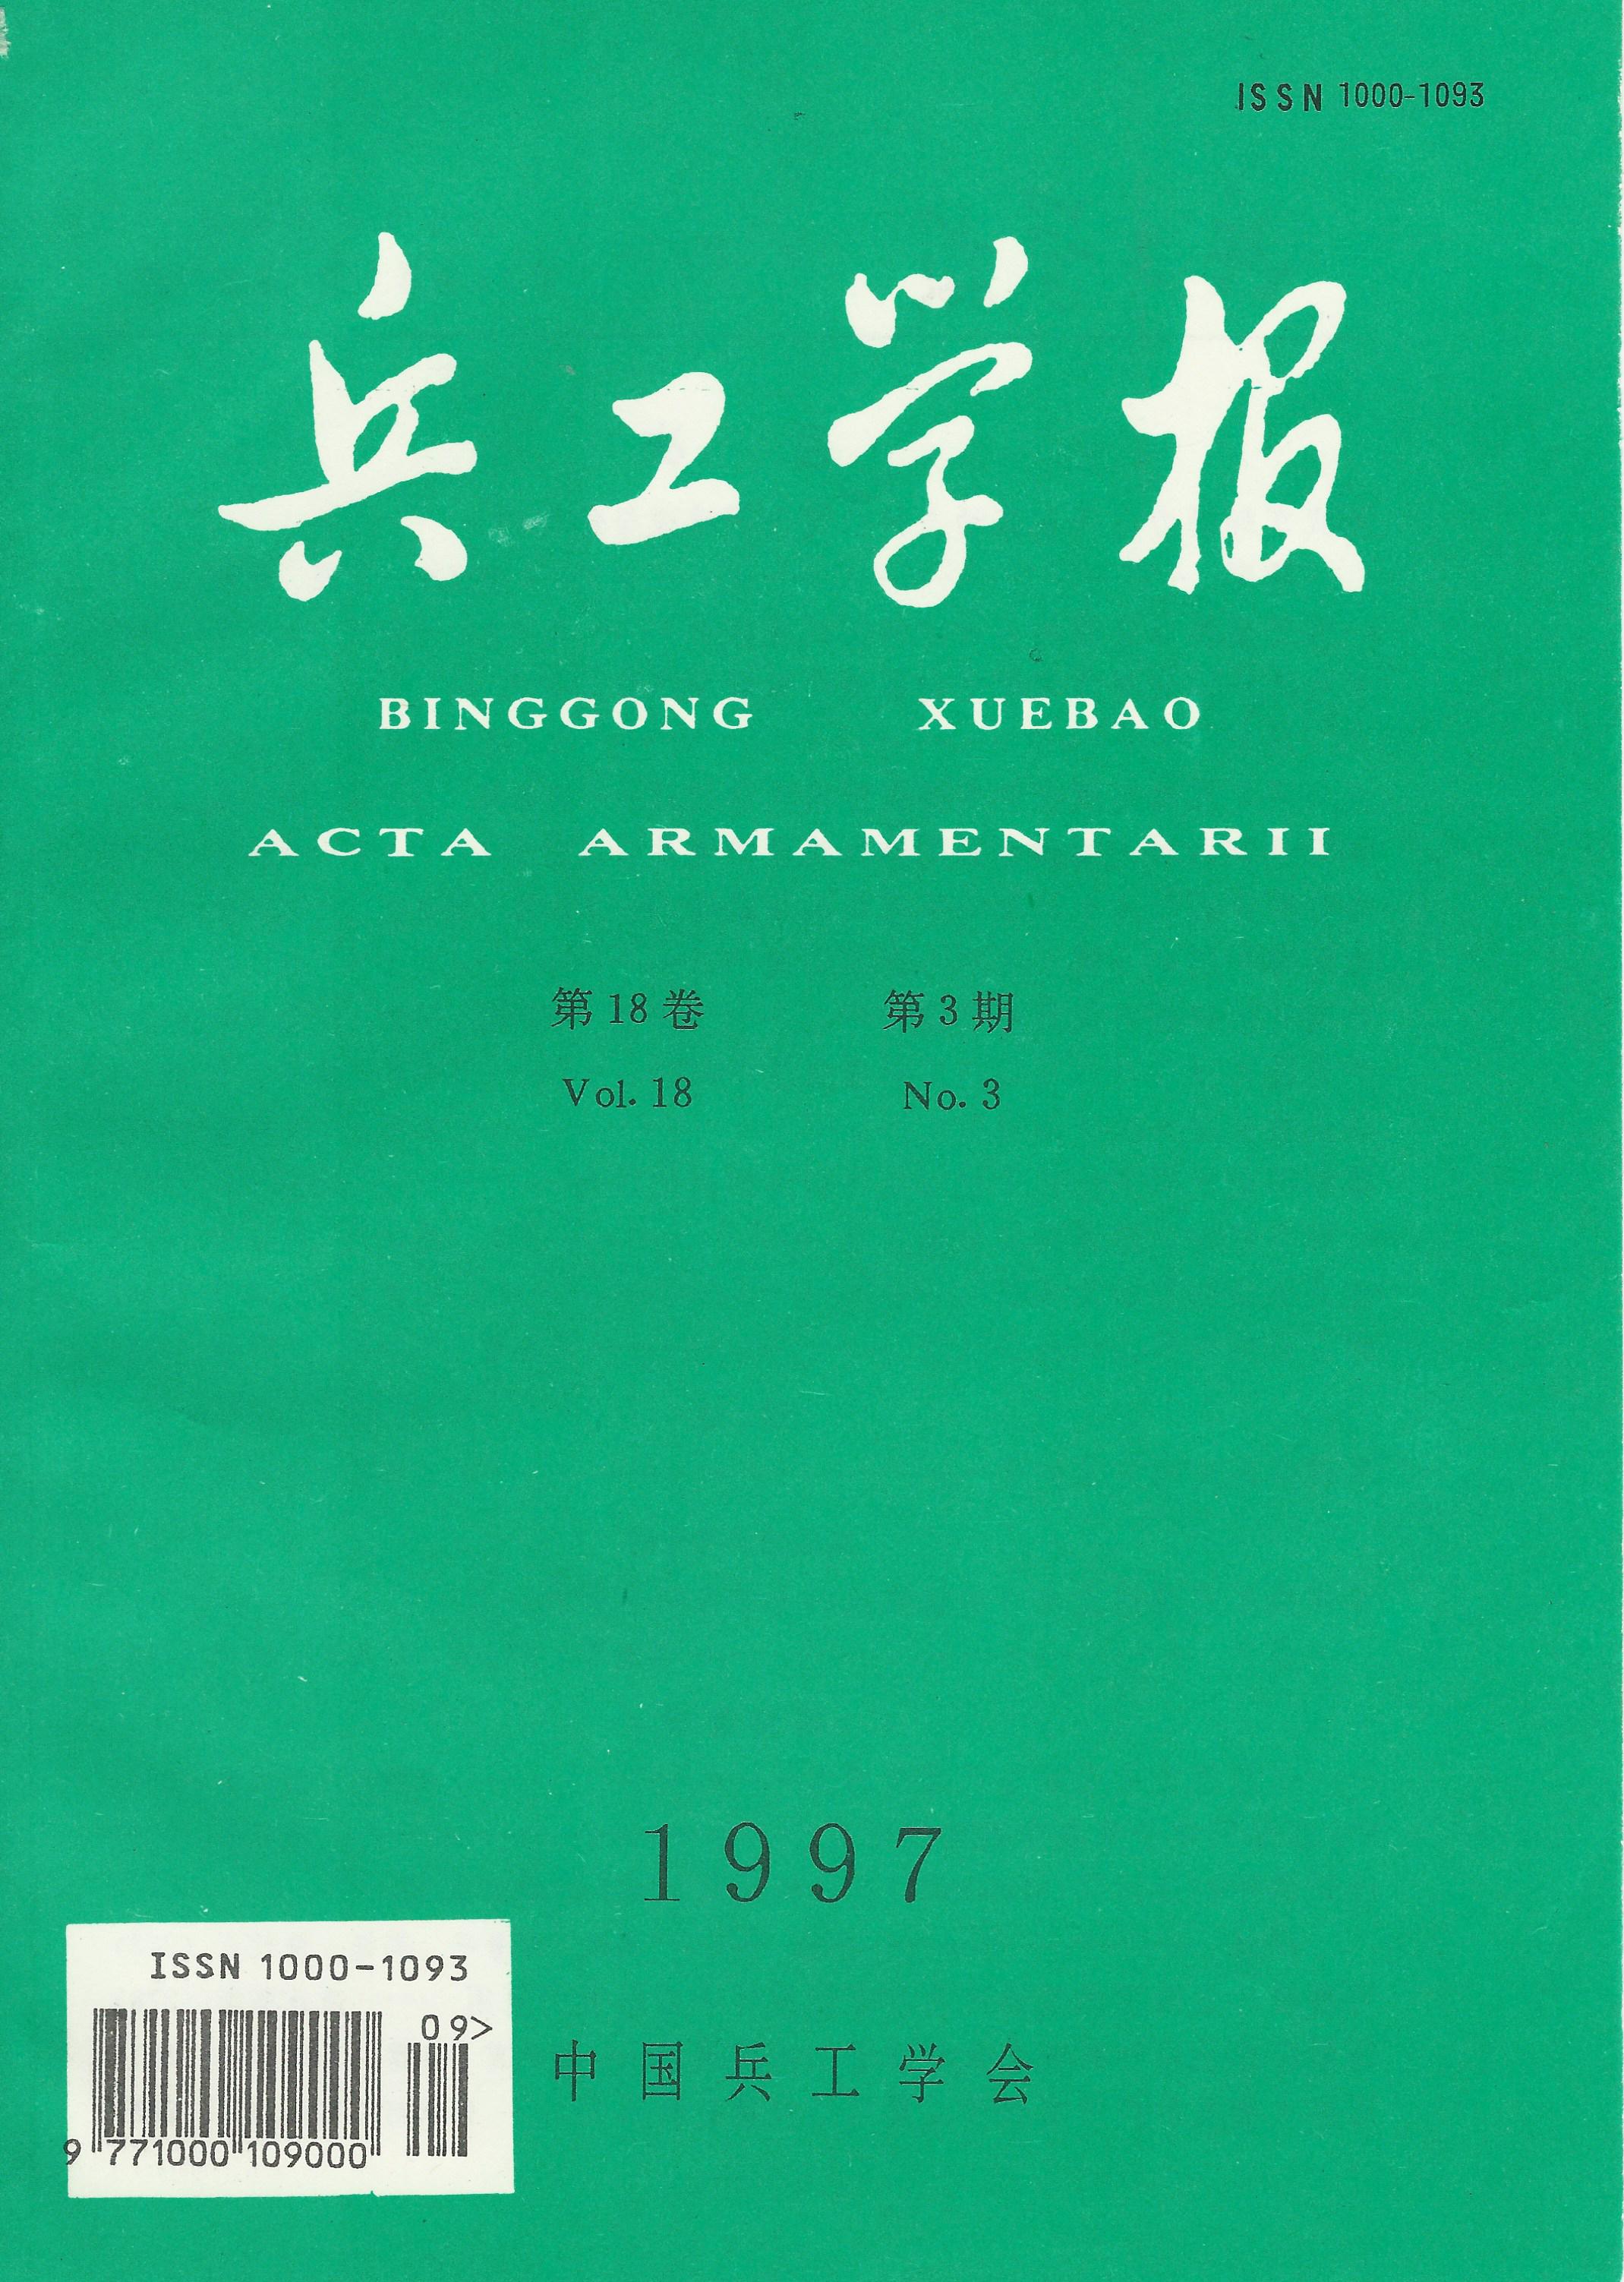 ISSN 1000-1093
兵工学报
BINGGONG XUEBAO
ACTA ARMAMENTARII
第18卷 第3期
Vol. 18 No. 3
1997
ISSN 1000-1093
09>
9 771000 109000
中国兵工学会